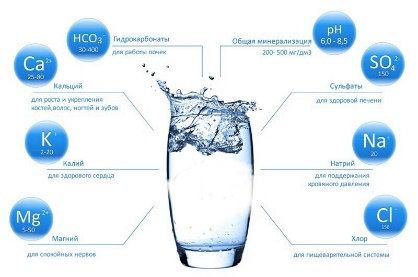 HCO3⁻
30-400
Гидрокарбонаты
для работы почек
Общая минерализация
200- 500 мг/дм3
pH
6,0 - 8,5
Ca²⁺
25-80
Кальций
для роста и укрепления
костей,волос, ногтей и зубов
SO4²⁻
150
Сульфаты
для здоровой печени
K⁺
2-20
Калий
для здорового сердца
Na⁺
20
Натрий
для поддержания
кровяного давления
Mg²⁺
5-50
Магний
для спокойных нервов
Cl⁻
150
Хлор
для пищеварительной системы